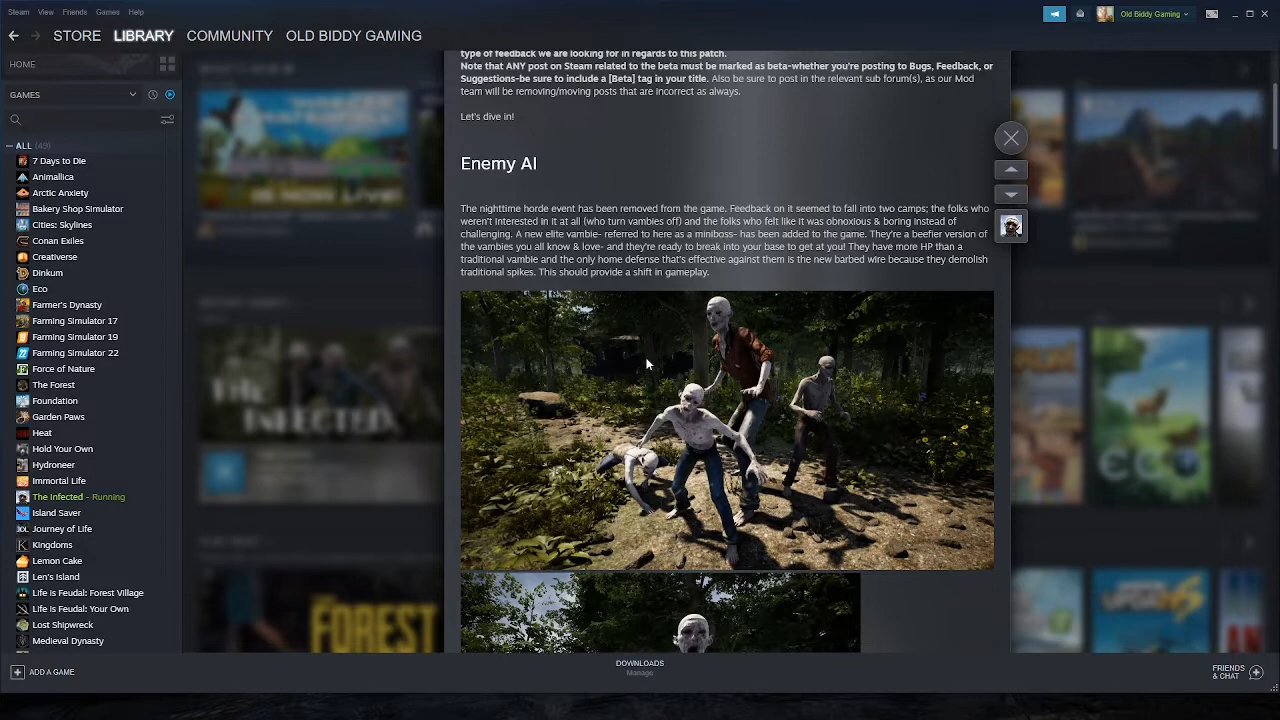 Steam View Friends Games Help
Old Biddy Gaming
STORE LIBRARY COMMUNITY OLD BIDDY GAMING
HOME
GAMES
ALL (49)
7 Days to Die
Animallica
Arctic Anxiety
Bakery Shop Simulator
Cities: Skylines
Conan Exiles
Creativerse
Dinkum
Eco
Farmer's Dynasty
Farming Simulator 17
Farming Simulator 19
Farming Simulator 22
Force of Nature
The Forest
Foundation
Garden Paws
Heat
Hold Your Own
Hydroneer
Immortal Life
The Infected - Running
Island Saver
Journey of Life
Kingdoms
Lemon Cake
Len's Island
Life is Feudal: Forest Village
Life is Feudal: Your Own
Lost Shipwreck
Medieval Dynasty
type of feedback we are looking for in regards to this patch.
Note that ANY post on Steam related to the beta must be marked as beta-whether you're posting to Bugs, Feedback, or
Suggestions-be sure to include a [Beta] tag in your title. Also be sure to post in the relevant sub forum(s), as our Mod
team will be removing/moving posts that are incorrect as always.
Let's dive in!
Enemy AI
The nighttime horde event has been removed from the game. Feedback on it seemed to fall into two camps; the folks who
weren't interested in it at all (who turn vambies off) and the folks who felt like it was obnoxious & boring instead of
challenging. A new elite vambie- referred to here as a miniboss- has been added to the game. They're a beefier version of
the vambies you all know & love- and they're ready to break into your base to get at you! They have more HP than a
traditional vamble and the only home defense that's effective against them is the new barbed wire because they demolish
traditional spikes. This should provide a shift in gameplay.
THE
INFECTED
FOREST
ECO
ADD A GAME
DOWNLOADS
Manage
FRIENDS
& CHAT